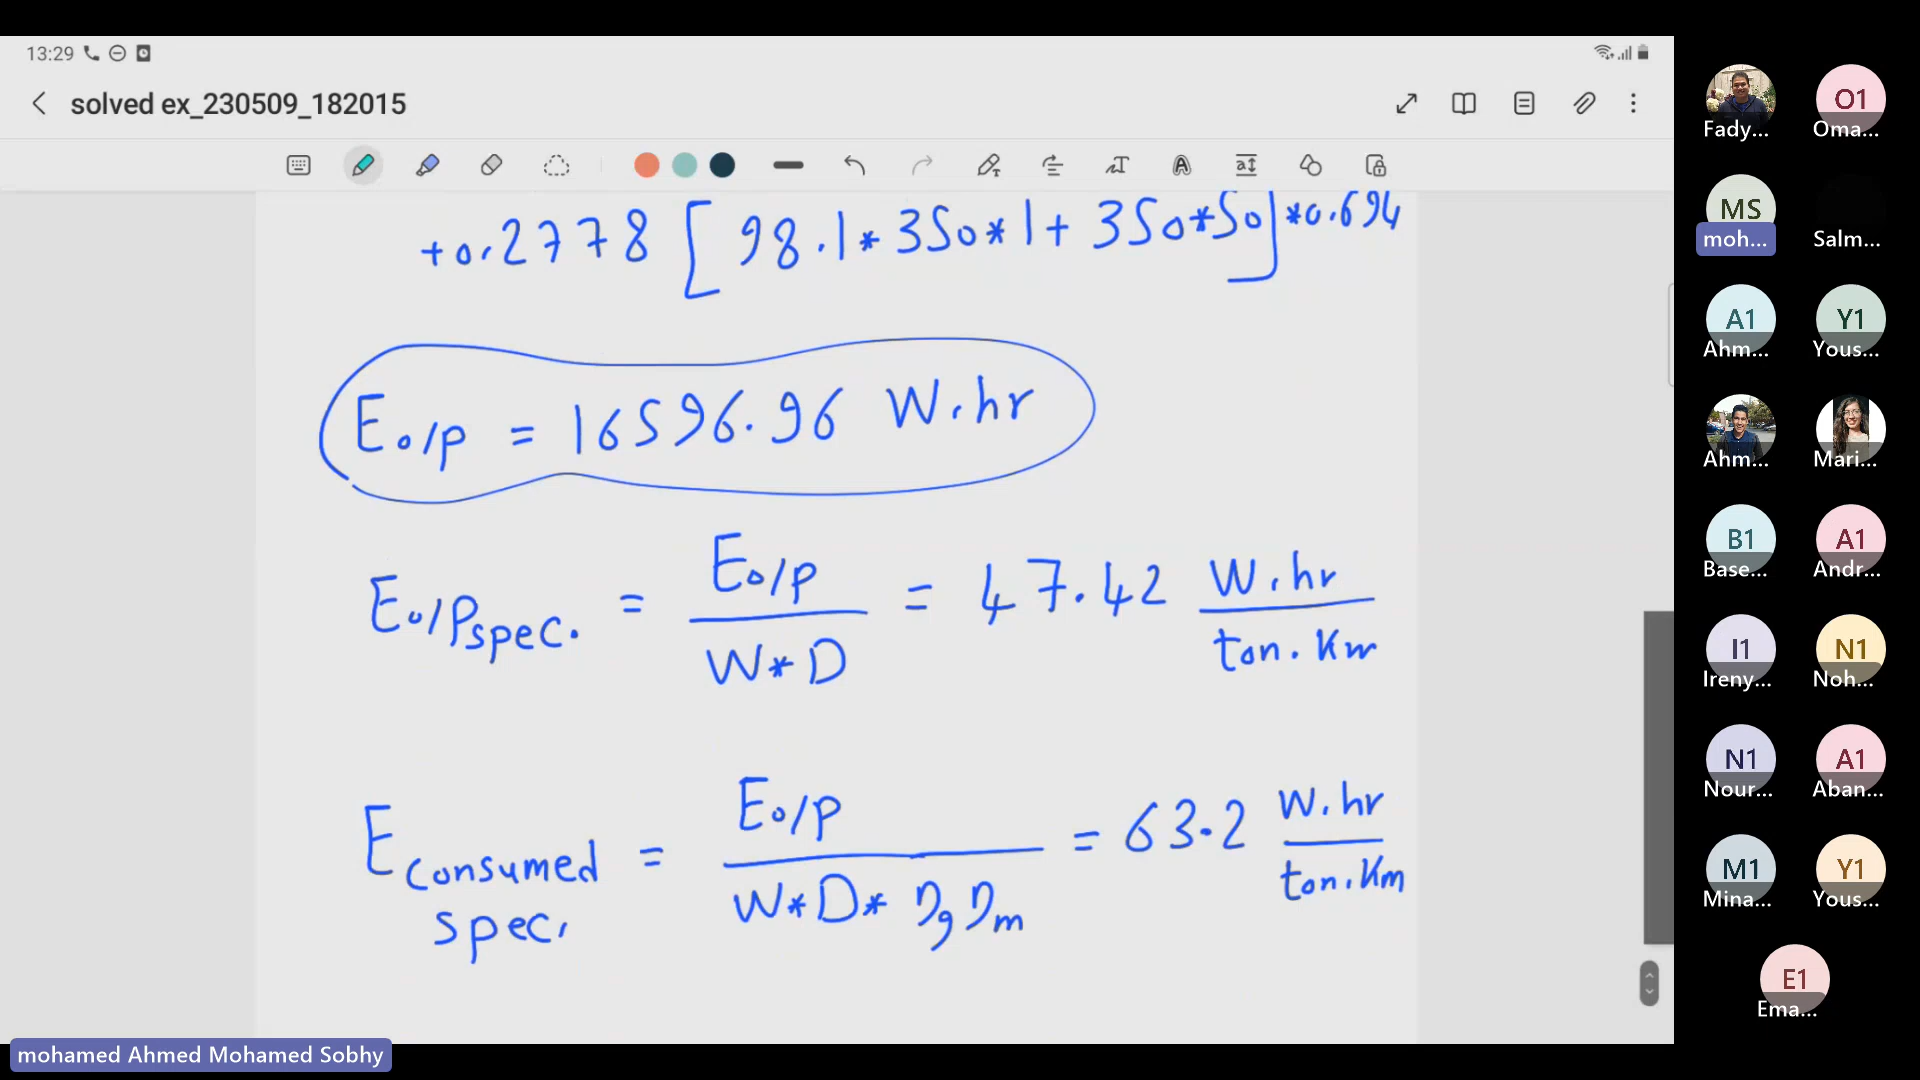 13:29
solved ex_230509_182015
+0.2778 [98.1*350*1+ 350*50]*0.694
Eo/p = 16596.96 W.hr
Eo/pspec. = Eo/p / W*D = 47.42 W.hr / ton.Km
Econsumed spec. = Eo/p / W*D*ηgηm = 63.2 W.hr / ton.Km
Fady...
O1
Oma...
MS
moh...
Salm...
A1
Ahm...
Y1
Yous...
Ahm...
Mari...
B1
Base...
A1
Andr...
I1
Ireny...
N1
Noh...
N1
Nour...
A1
Aban...
M1
Mina...
Y1
Yous...
E1
Ema...
mohamed Ahmed Mohamed Sobhy